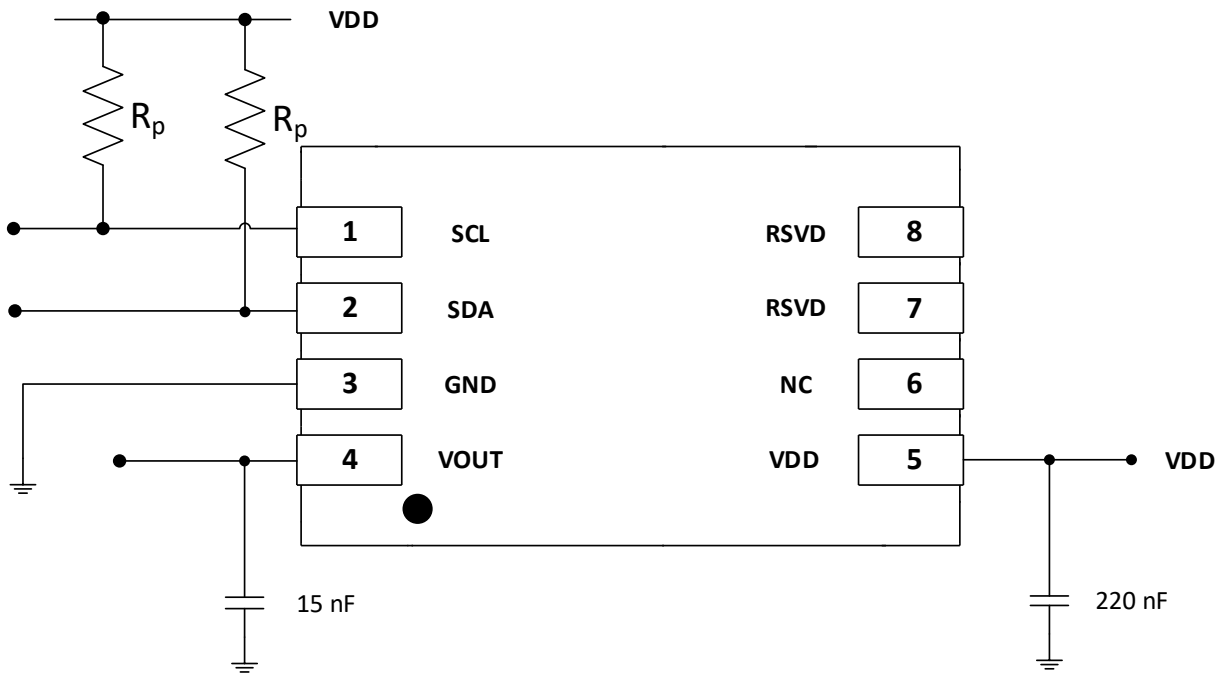 VDD
Rp
Rp
1 SCL RSVD 8
2 SDA RSVD 7
3 GND NC 6
4 VOUT VDD 5 VDD
15 nF
220 nF